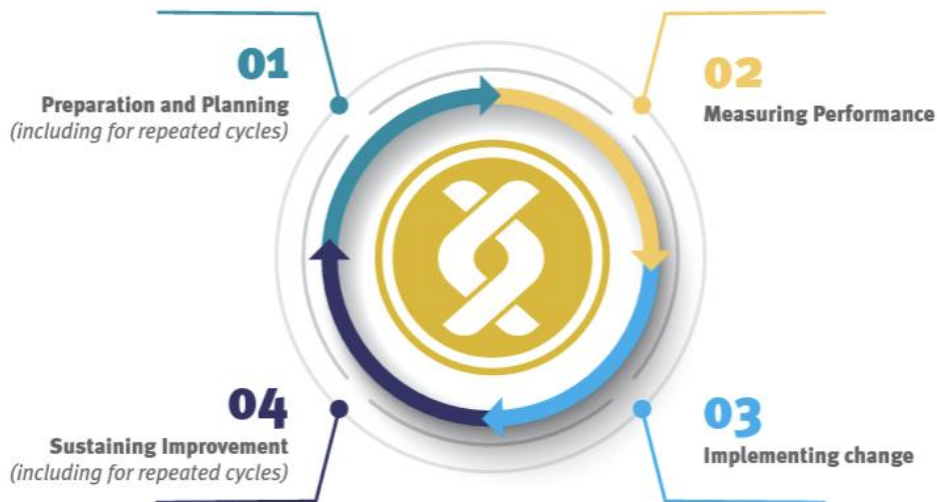 01
Preparation and Planning
(including for repeated cycles)
02
Measuring Performance
03
Implementing change
04
Sustaining Improvement
(including for repeated cycles)